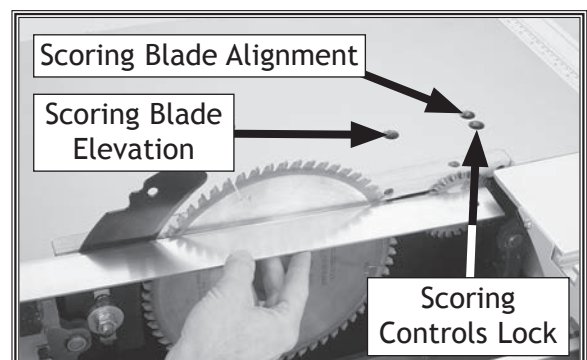 Scoring Blade Alignment
Scoring Blade
Elevation
Scoring
Controls Lock